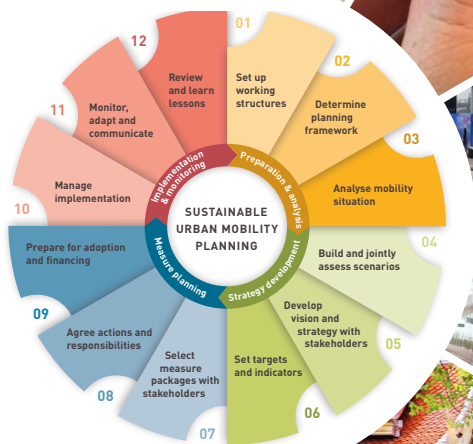 01
Set up
working
structures
02
Determine
planning
framework
03
Analyse mobility
situation
04
Build and jointly
assess scenarios
05
Develop
vision and
strategy with
stakeholders
06
Set targets
and indicators
07
Select
measure
packages with
stakeholders
08
Agree actions and
responsibilities
09
Prepare for adoption
and financing
10
Manage
implementation
11
Monitor,
adapt and
communicate
12
Review
and learn
lessons
Preparation & analysis
Strategy development
Measure planning
Implementation
& monitoring
SUSTAINABLE
URBAN MOBILITY
PLANNING